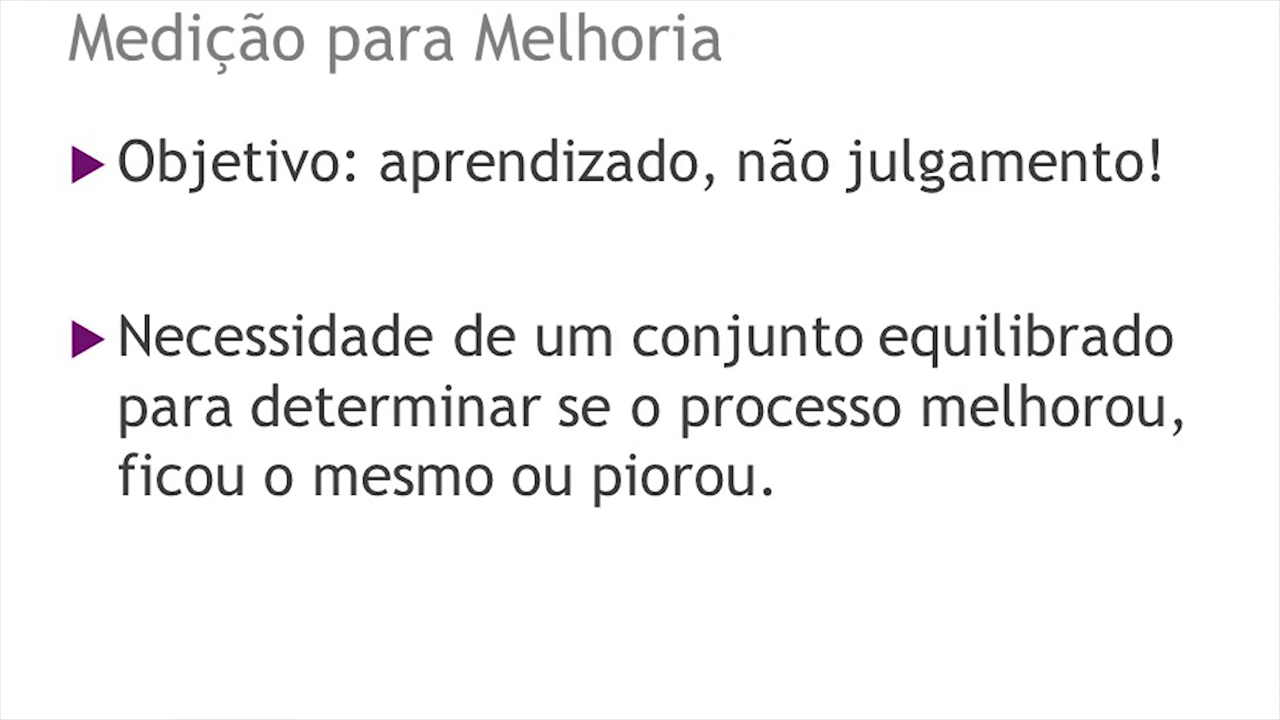 Medição para Melhoria
Objetivo: aprendizado, não julgamento!
Necessidade de um conjunto equilibrado
para determinar se o processo melhorou,
ficou o mesmo ou piorou.